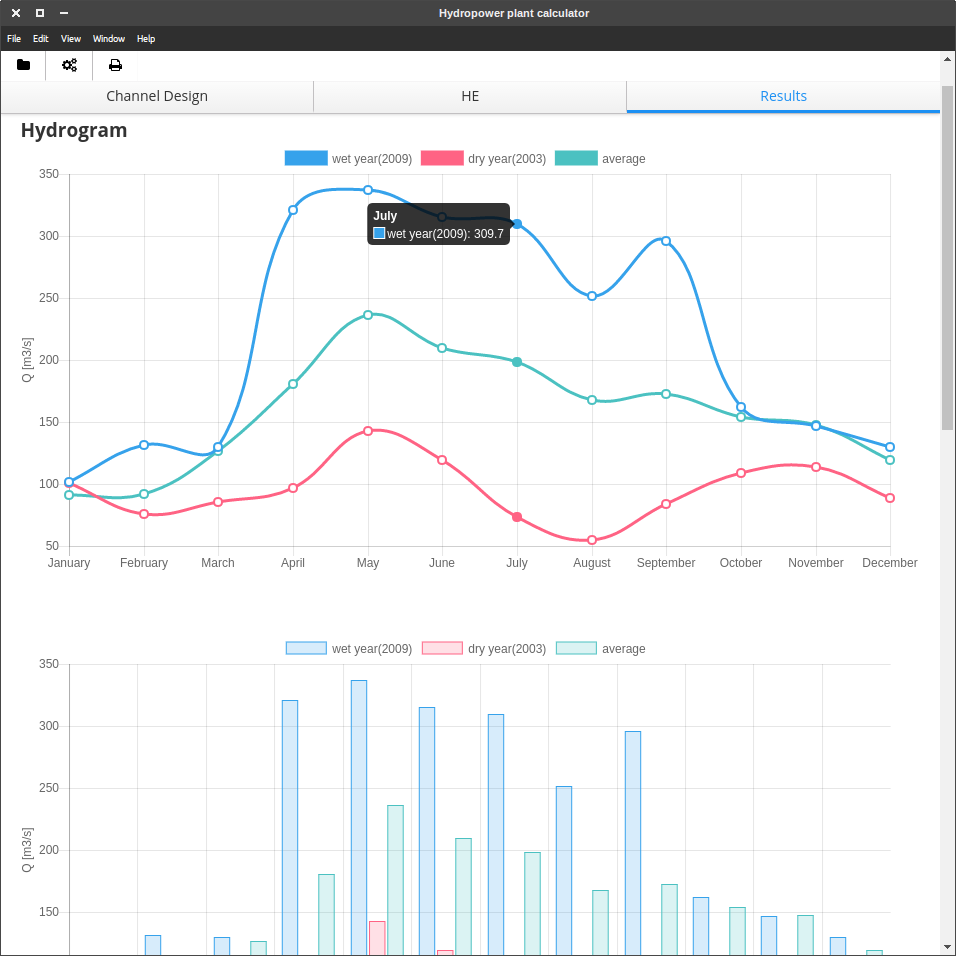 Hydropower plant calculator
File Edit View Window Help
Channel Design HE Results
Hydrogram
wet year(2009) dry year(2003) average
350
300
250
200
150
100
50
Q [m3/s]
July
wet year(2009): 309.7
January February March April May June July August September October November December
wet year(2009) dry year(2003) average
350
300
250
200
150
Q [m3/s]